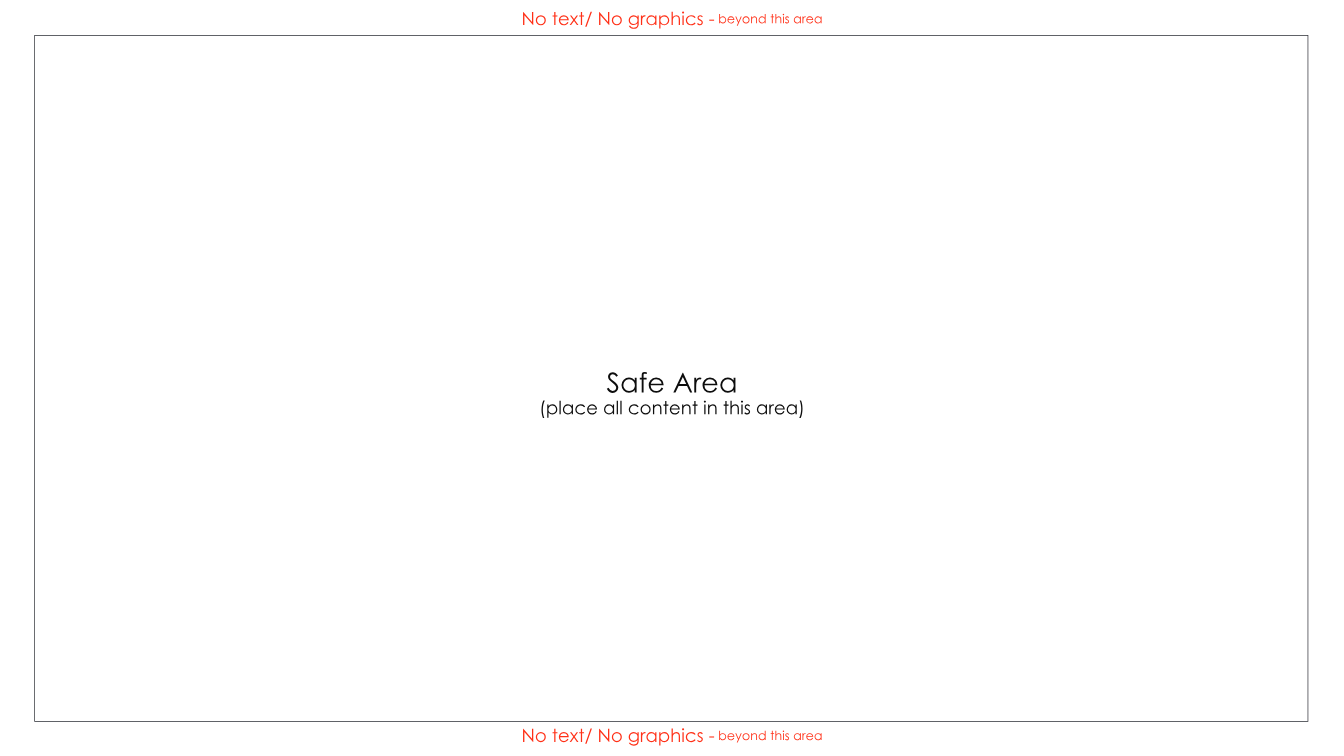 No text/ No graphics - beyond this area
Safe Area
(place all content in this area)
No text/ No graphics - beyond this area